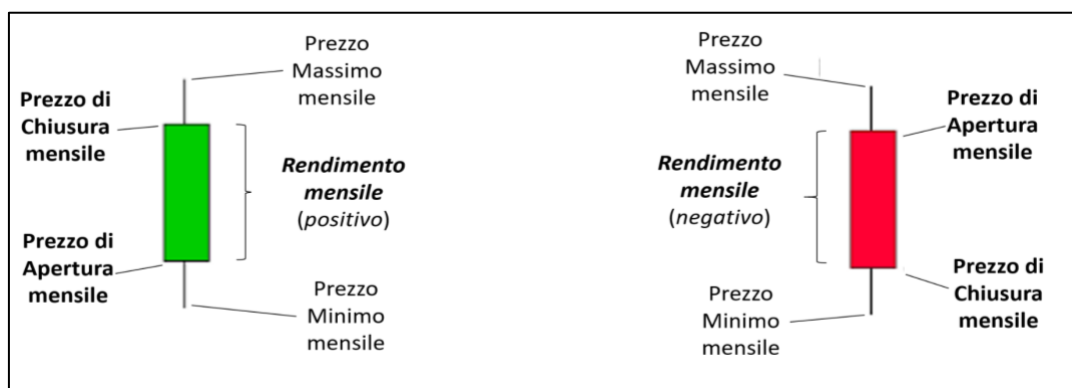 Prezzo
Massimo
mensile
Prezzo di
Chiusura
mensile
Rendimento
mensile
(positivo)
Prezzo di
Apertura
mensile
Prezzo
Minimo
mensile
Prezzo
Massimo
mensile
Prezzo di
Apertura
mensile
Rendimento
mensile
(negativo)
Prezzo di
Chiusura
mensile
Prezzo
Minimo
mensile